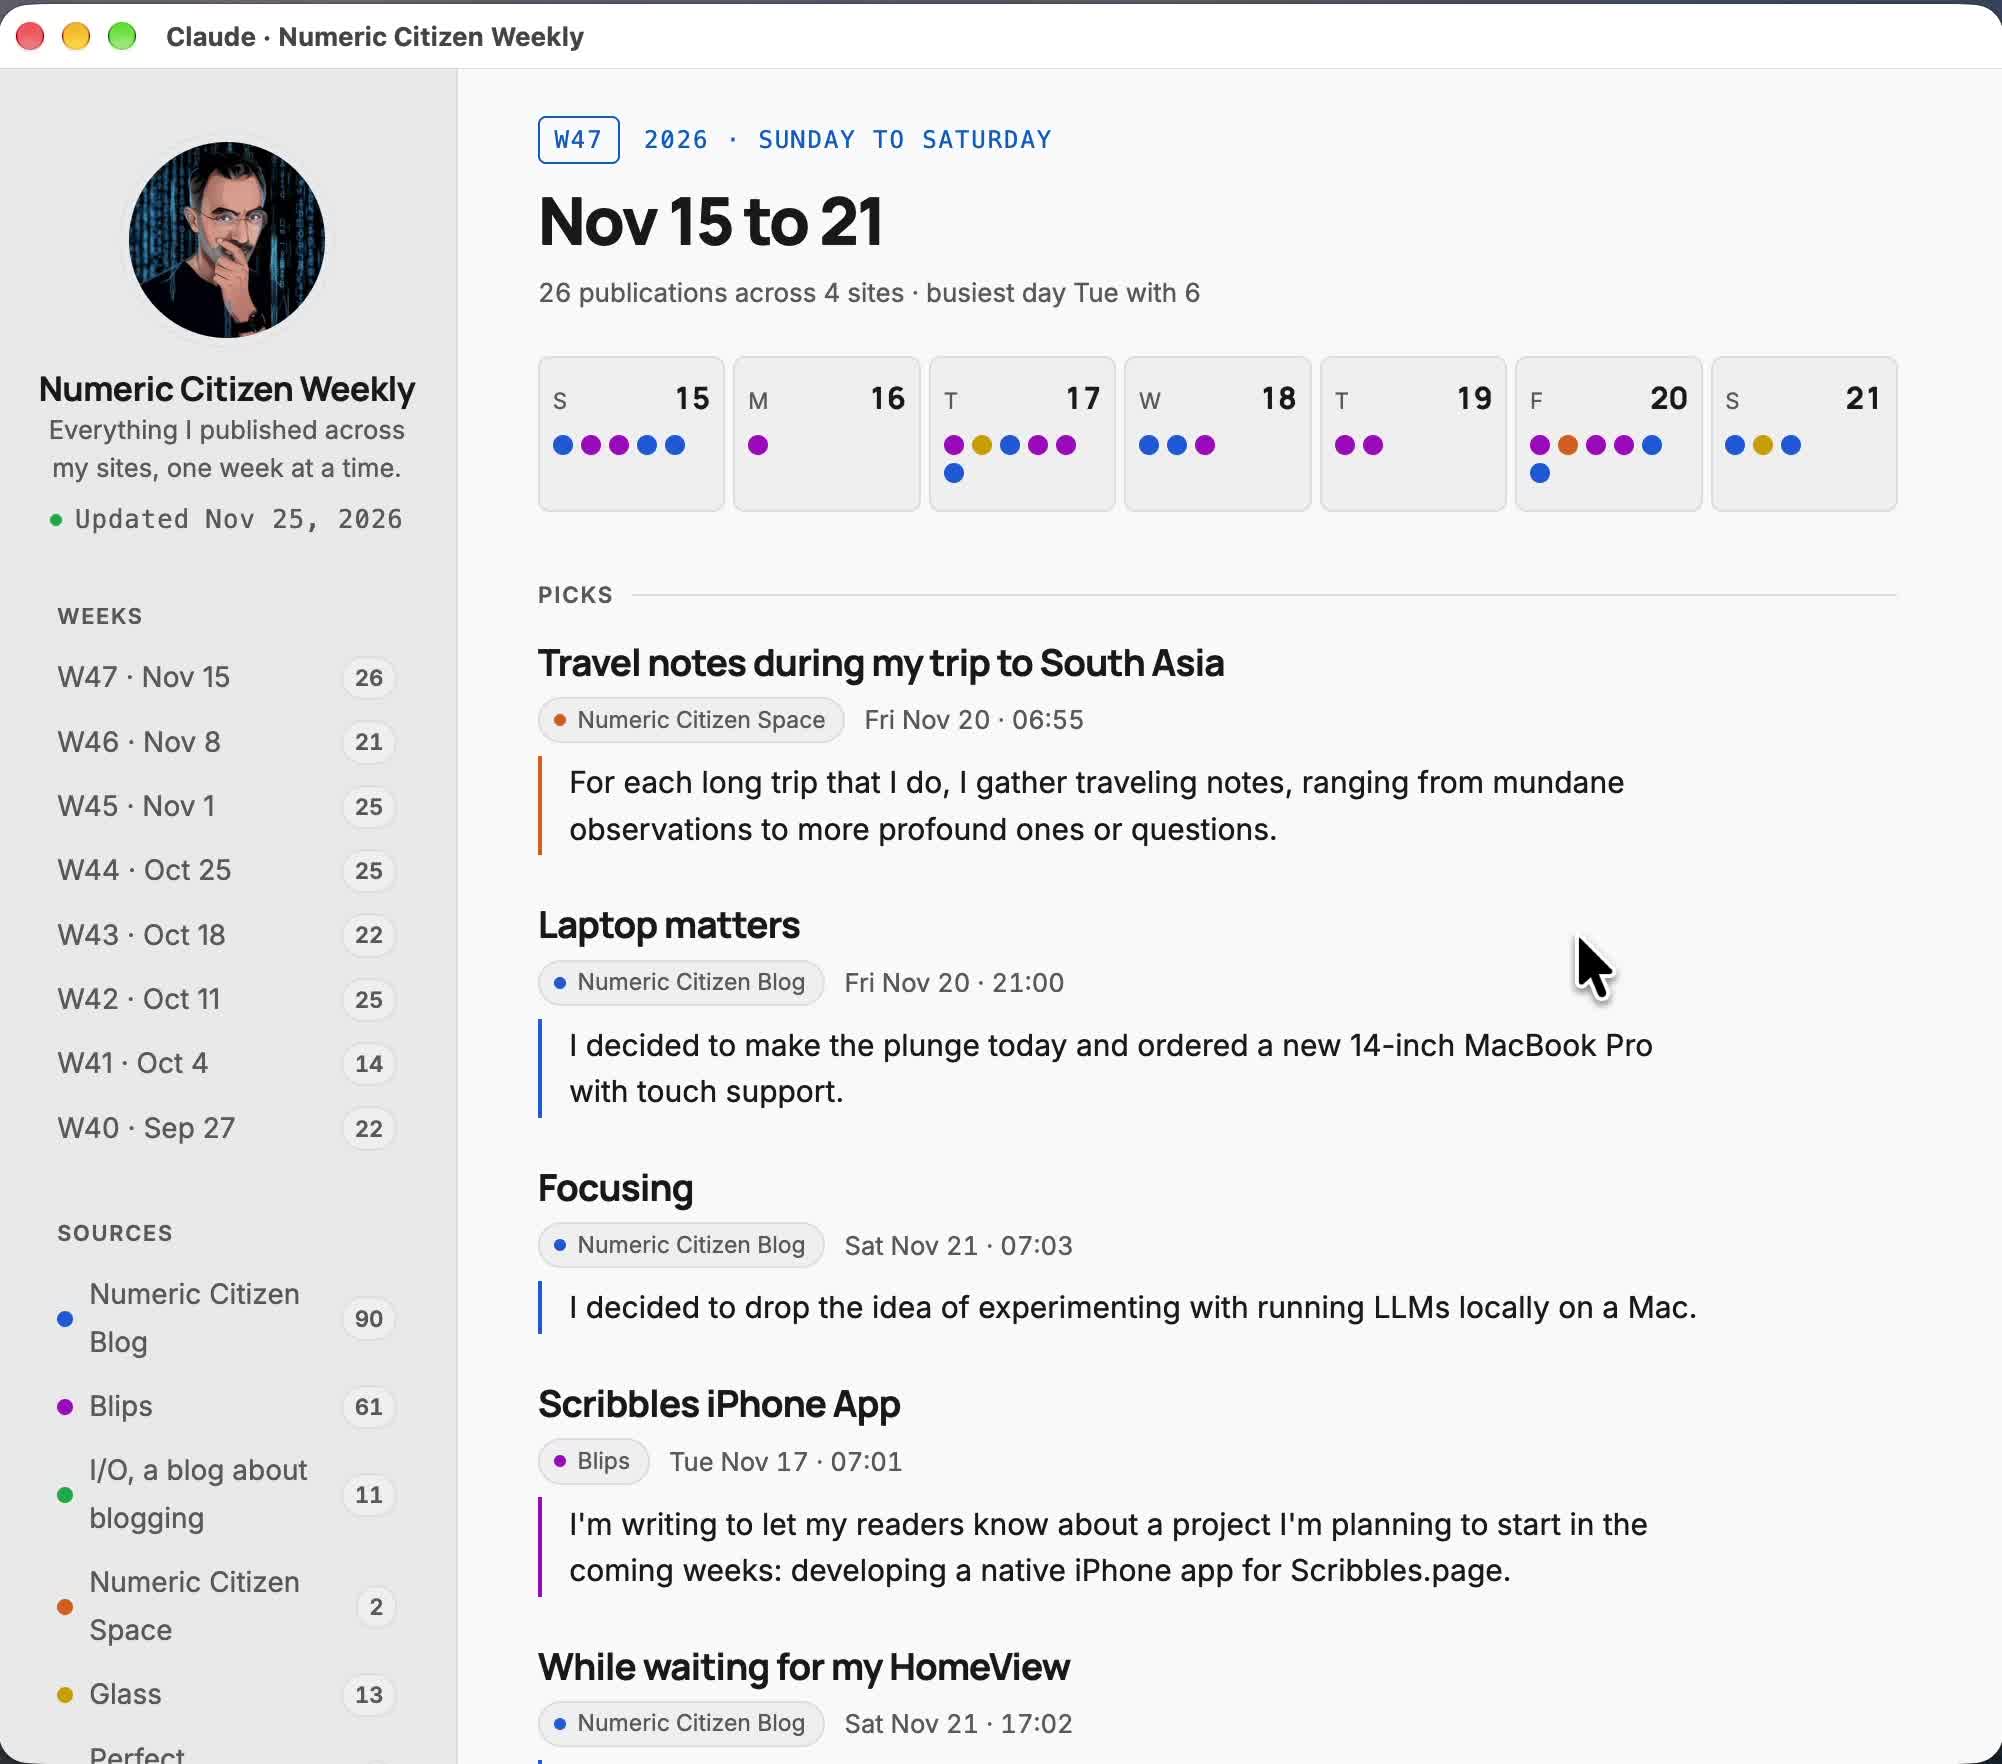 Claude · Numeric Citizen Weekly
Numeric Citizen Weekly
Everything I published across
my sites, one week at a time.
Updated Nov 25, 2026
WEEKS
W47 · Nov 15 26
W46 · Nov 8 21
W45 · Nov 1 25
W44 · Oct 25 25
W43 · Oct 18 22
W42 · Oct 11 25
W41 · Oct 4 14
W40 · Sep 27 22
SOURCES
Numeric Citizen
Blog 90
Blips 61
I/O, a blog about
blogging 11
Numeric Citizen
Space 2
Glass 13
Perfect
W47 2026 · SUNDAY TO SATURDAY
Nov 15 to 21
26 publications across 4 sites · busiest day Tue with 6
S 15 M 16 T 17 W 18 T 19 F 20 S 21
PICKS
Travel notes during my trip to South Asia
Numeric Citizen Space Fri Nov 20 · 06:55
For each long trip that I do, I gather traveling notes, ranging from mundane
observations to more profound ones or questions.
Laptop matters
Numeric Citizen Blog Fri Nov 20 · 21:00
I decided to make the plunge today and ordered a new 14-inch MacBook Pro
with touch support.
Focusing
Numeric Citizen Blog Sat Nov 21 · 07:03
I decided to drop the idea of experimenting with running LLMs locally on a Mac.
Scribbles iPhone App
Blips Tue Nov 17 · 07:01
I'm writing to let my readers know about a project I'm planning to start in the
coming weeks: developing a native iPhone app for Scribbles.page.
While waiting for my HomeView
Numeric Citizen Blog Sat Nov 21 · 17:02